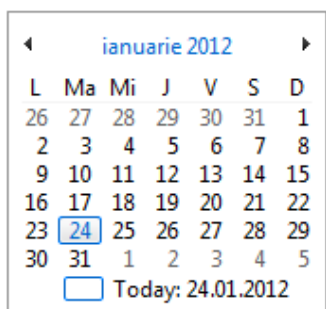 ianuarie 2012
L Ma Mi J V S D
26 27 28 29 30 31 1
2 3 4 5 6 7 8
9 10 11 12 13 14 15
16 17 18 19 20 21 22
23 24 25 26 27 28 29
30 31 1 2 3 4 5
Today: 24.01.2012